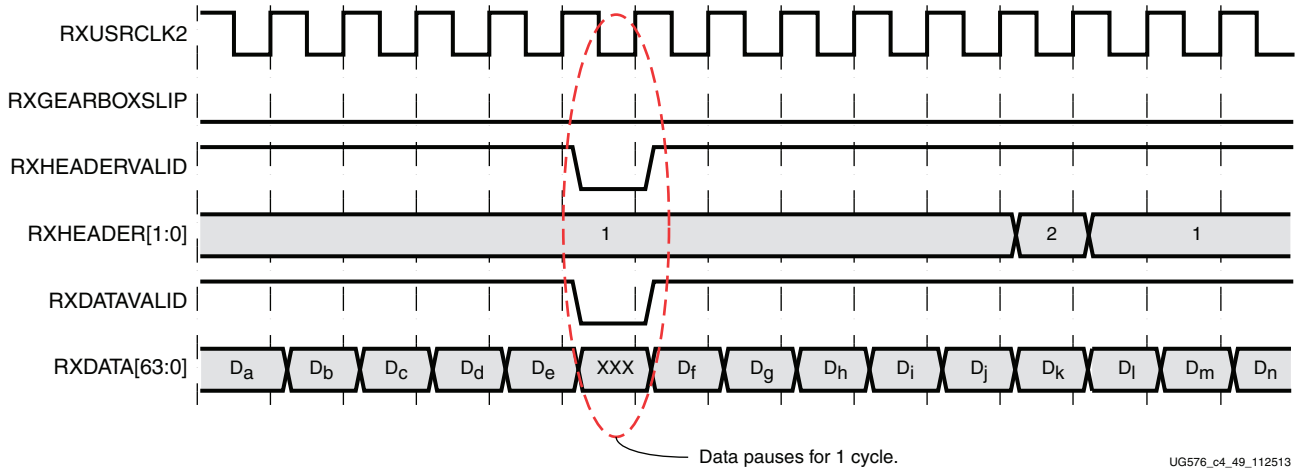 RXUSRCLK2
RXGEARBOXSLIP
RXHEADERVALID
RXHEADER[1:0] 1 2 1
RXDATAVALID
RXDATA[63:0] Da Db Dc Dd De XXX Df Dg Dh Di Dj Dk Dl Dm Dn
Data pauses for 1 cycle.
UG576_c4_49_112513